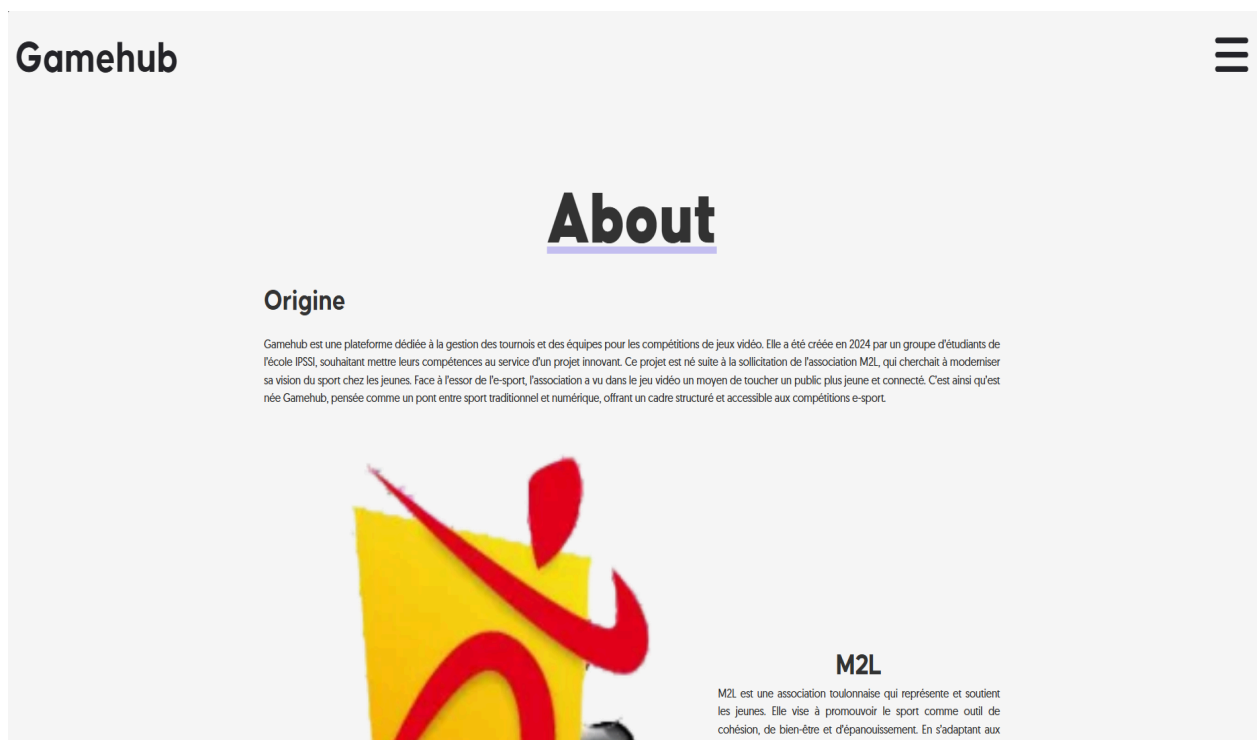 Gamehub
About
Origine
Gamehub est une plateforme dédiée à la gestion des tournois et des équipes pour les compétitions de jeux vidéo. Elle a été créée en 2024 par un groupe d'étudiants de
l'école IPSSI, souhaitant mettre leurs compétences au service d'un projet innovant. Ce projet est né suite à la sollicitation de l'association M2L, qui cherchait à moderniser
sa vision du sport chez les jeunes. Face à l'essor de l'e-sport, l'association a vu dans le jeu vidéo un moyen de toucher un public plus jeune et connecté. C'est ainsi qu'est
née Gamehub, pensée comme un pont entre sport traditionnel et numérique, offrant un cadre structuré et accessible aux compétitions e-sport.
M2L
M2L est une association toulonnaise qui représente et soutient
les jeunes. Elle vise à promouvoir le sport comme outil de
cohésion, de bien-être et d'épanouissement. En s'adaptant aux